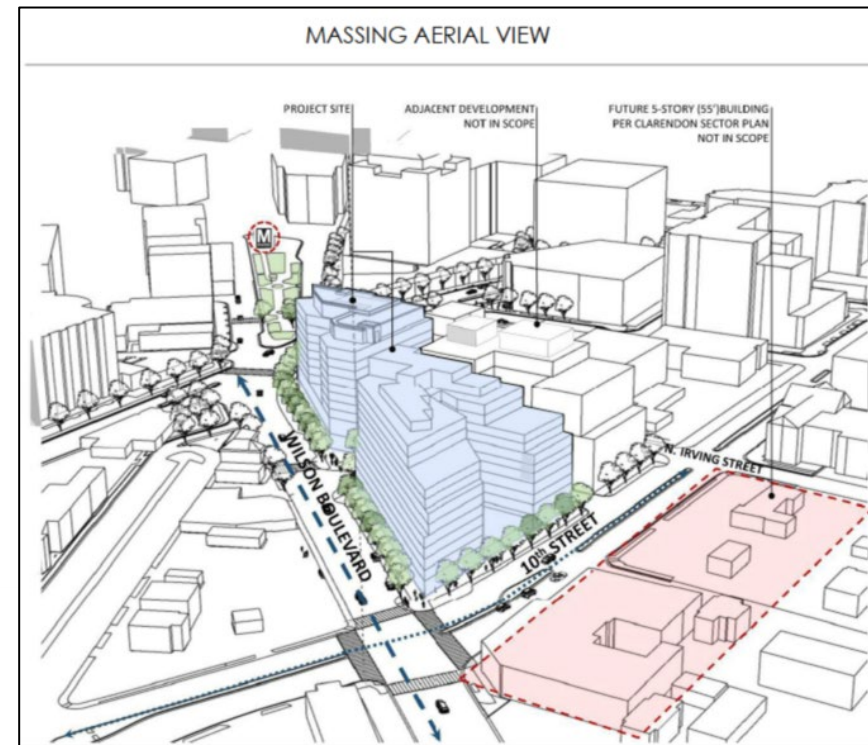 MASSING AERIAL VIEW
PROJECT SITE
ADJACENT DEVELOPMENT
NOT IN SCOPE
FUTURE 5-STORY (55')BUILDING
PER CLARENDON SECTOR PLAN
NOT IN SCOPE
M
N. IRVING STREET
WILSON BOULEVARD
10th STREET